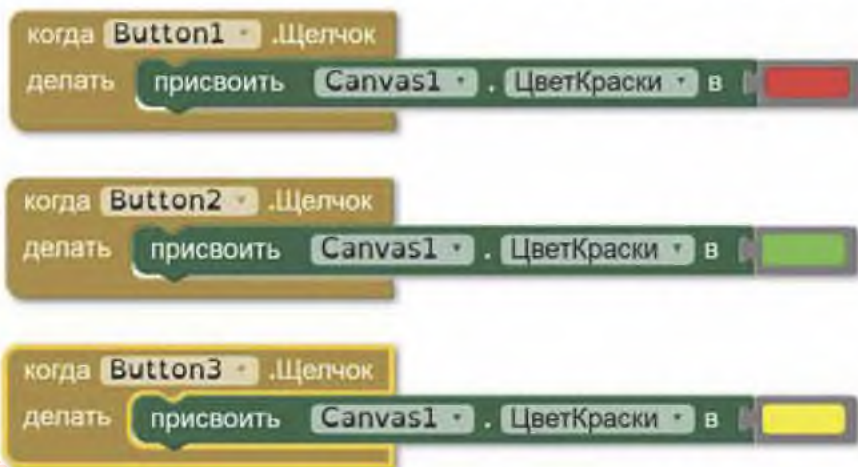 когда Button1 .Щелчок
делать присвоить Canvas1 . ЦветКраски в
когда Button2 .Щелчок
делать присвоить Canvas1 . ЦветКраски в
когда Button3 .Щелчок
делать присвоить Canvas1 . ЦветКраски в